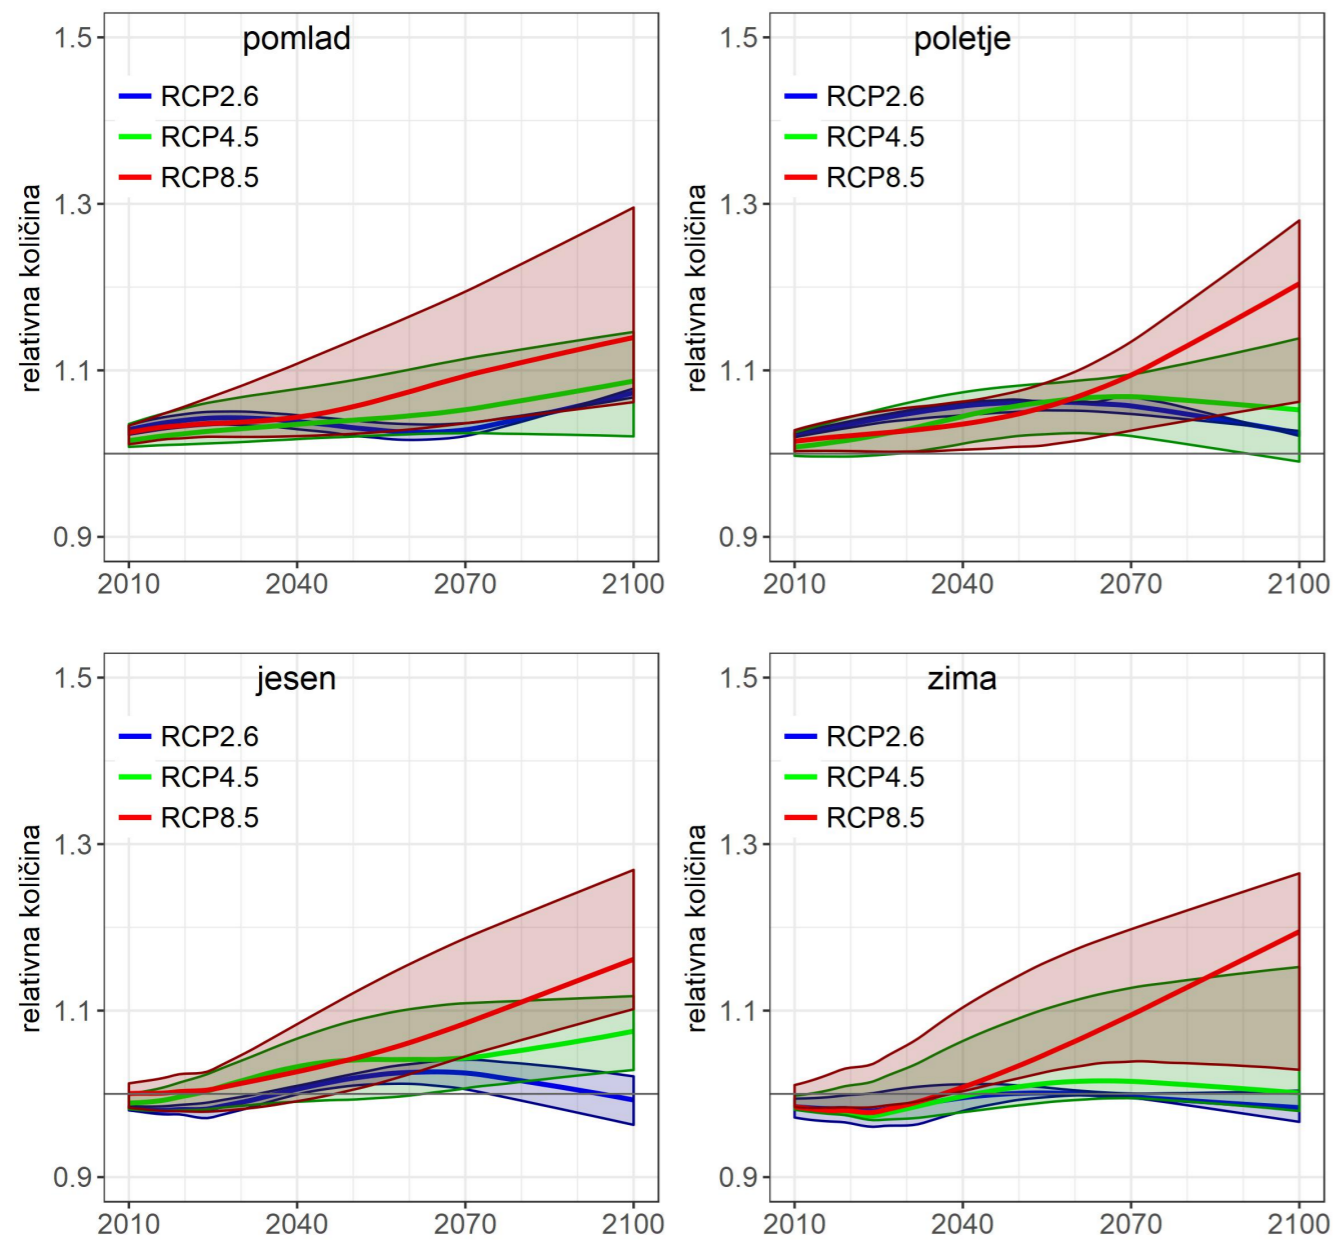 pomlad
RCP2.6
RCP4.5
RCP8.5
relativna količina
1.5
1.3
1.1
0.9
2010 2040 2070 2100
poletje
RCP2.6
RCP4.5
RCP8.5
relativna količina
1.5
1.3
1.1
0.9
2010 2040 2070 2100
jesen
RCP2.6
RCP4.5
RCP8.5
relativna količina
1.5
1.3
1.1
0.9
2010 2040 2070 2100
zima
RCP2.6
RCP4.5
RCP8.5
relativna količina
1.5
1.3
1.1
0.9
2010 2040 2070 2100